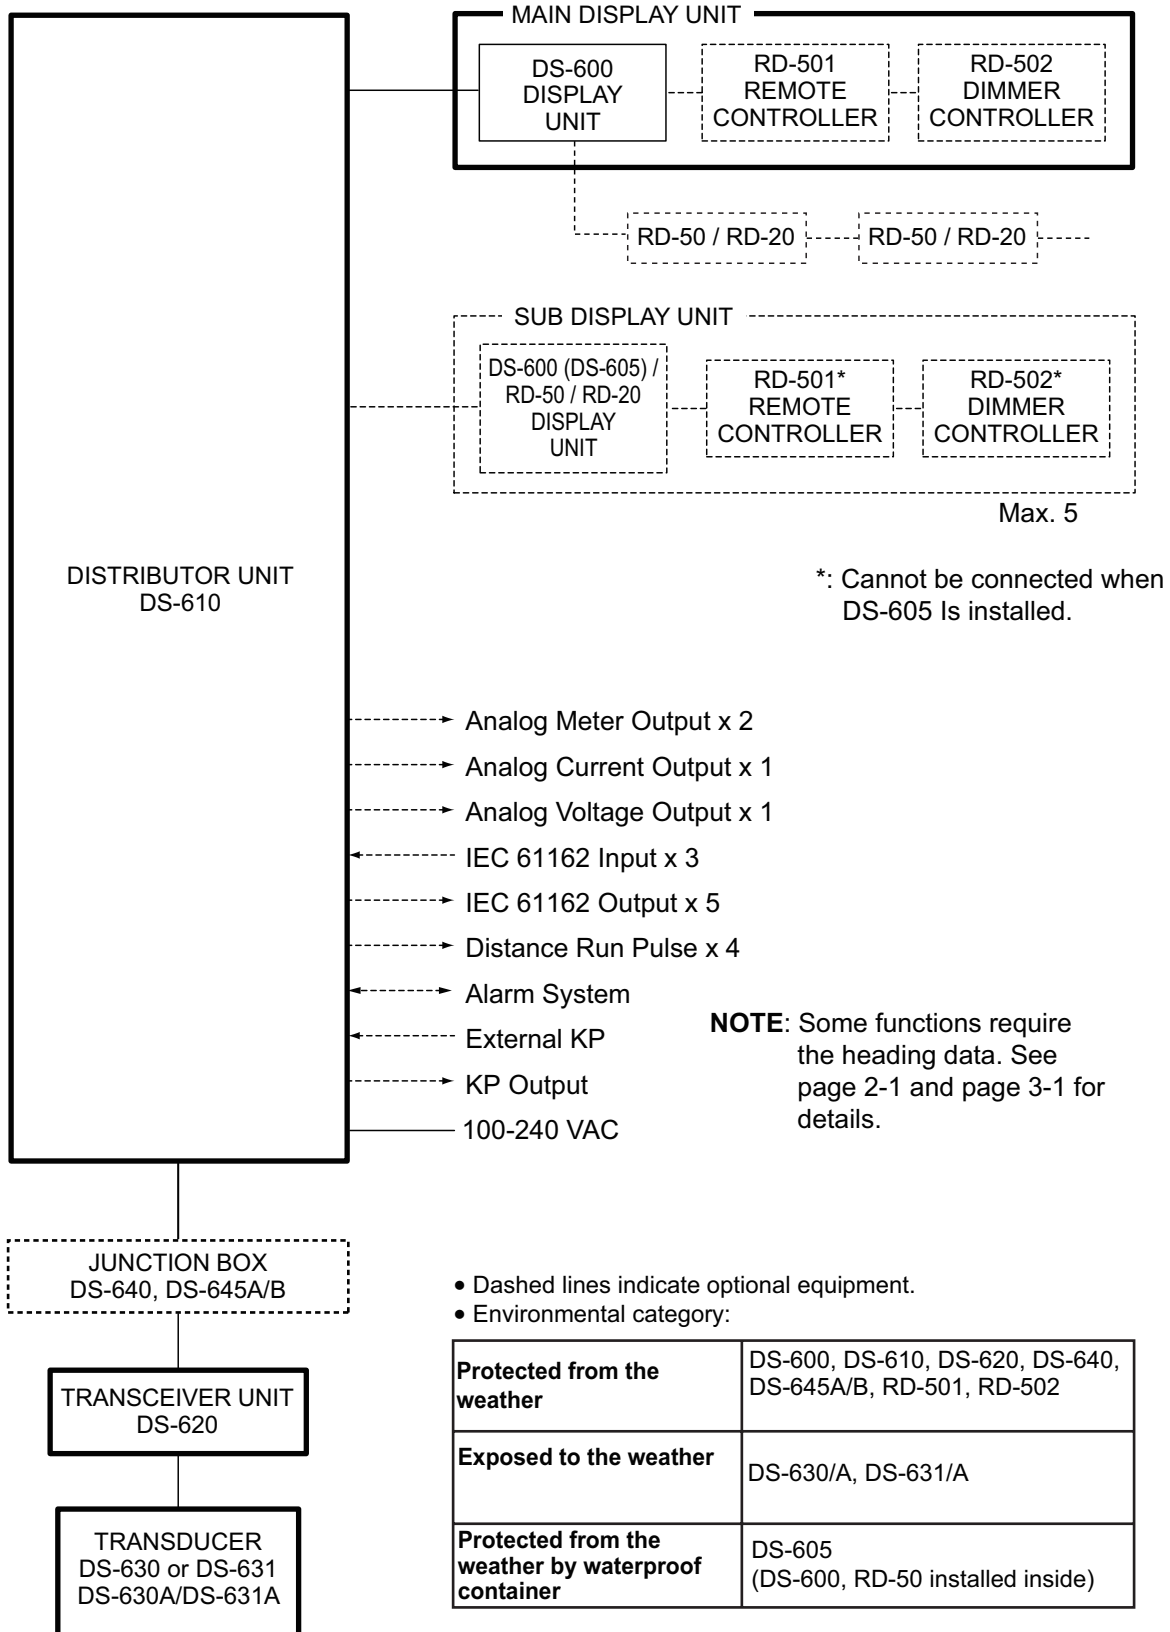 MAIN DISPLAY UNIT
DS-600
DISPLAY
UNIT
RD-501
REMOTE
CONTROLLER
RD-502
DIMMER
CONTROLLER
RD-50 / RD-20
RD-50 / RD-20
SUB DISPLAY UNIT
DS-600 (DS-605) /
RD-50 / RD-20
DISPLAY
UNIT
RD-501*
REMOTE
CONTROLLER
RD-502*
DIMMER
CONTROLLER
Max. 5
*: Cannot be connected when
DS-605 Is installed.
DISTRIBUTOR UNIT
DS-610
Analog Meter Output x 2
Analog Current Output x 1
Analog Voltage Output x 1
IEC 61162 Input x 3
IEC 61162 Output x 5
Distance Run Pulse x 4
Alarm System
External KP
KP Output
100-240 VAC
NOTE: Some functions require
the heading data. See
page 2-1 and page 3-1 for
details.
JUNCTION BOX
DS-640, DS-645A/B
TRANSCEIVER UNIT
DS-620
TRANSDUCER
DS-630 or DS-631
DS-630A/DS-631A
• Dashed lines indicate optional equipment.
• Environmental category:
Protected from the
weather
DS-600, DS-610, DS-620, DS-640,
DS-645A/B, RD-501, RD-502
Exposed to the weather
DS-630/A, DS-631/A
Protected from the
weather by waterproof
container
DS-605
(DS-600, RD-50 installed inside)